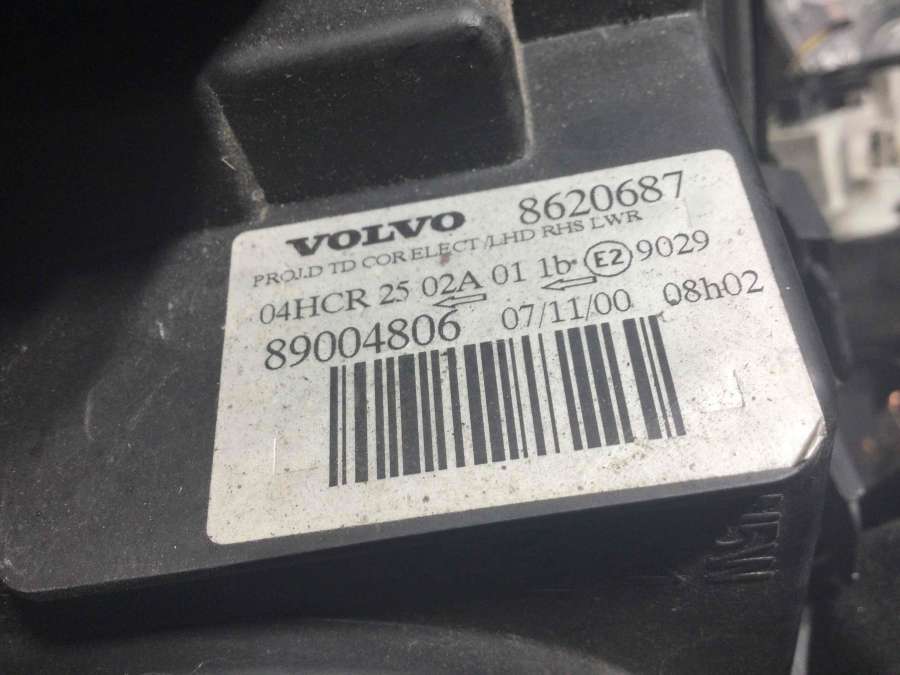 VOLVO 8620687
PROJ.D TD COR ELECT /LHD RHS LWR
04HCR 25 02A 01 1b E2 9029
89004806 07/11/00 08h02